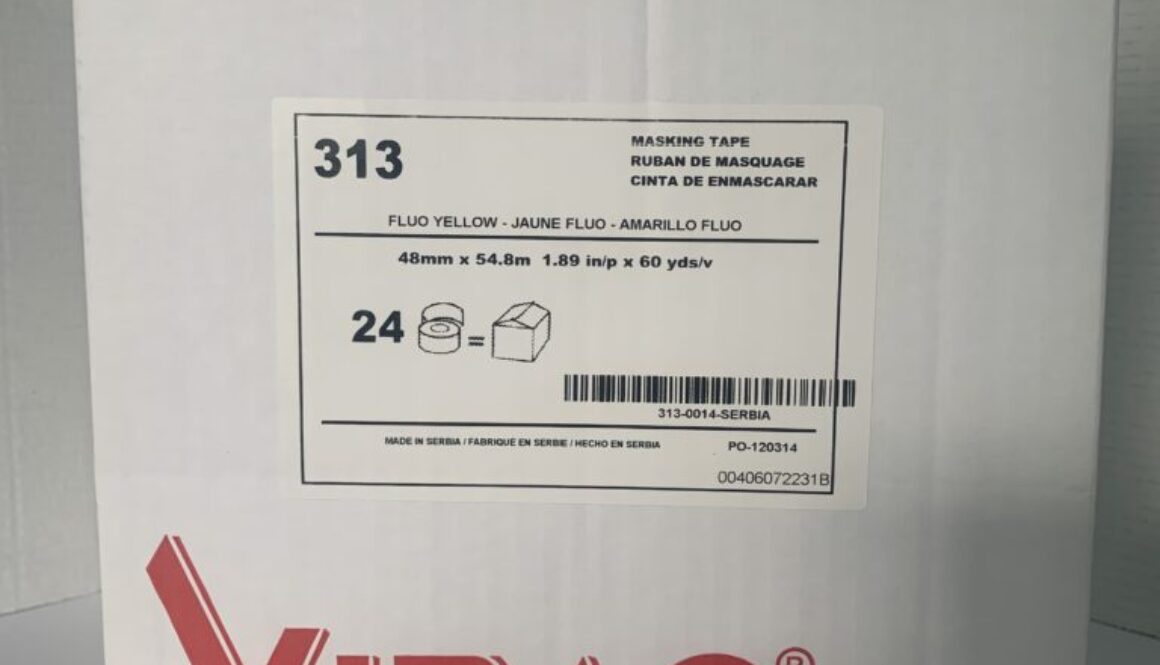 313
MASKING TAPE
RUBAN DE MASQUAGE
CINTA DE ENMASCARAR
FLUO YELLOW - JAUNE FLUO - AMARILLO FLUO
48mm x 54.8m 1.89 in/p x 60 yds/v
24 =
313-0014-SERBIA
MADE IN SERBIA / FABRIQUE EN SERBIE / HECHO EN SERBIA
PO-120314
00406072231B